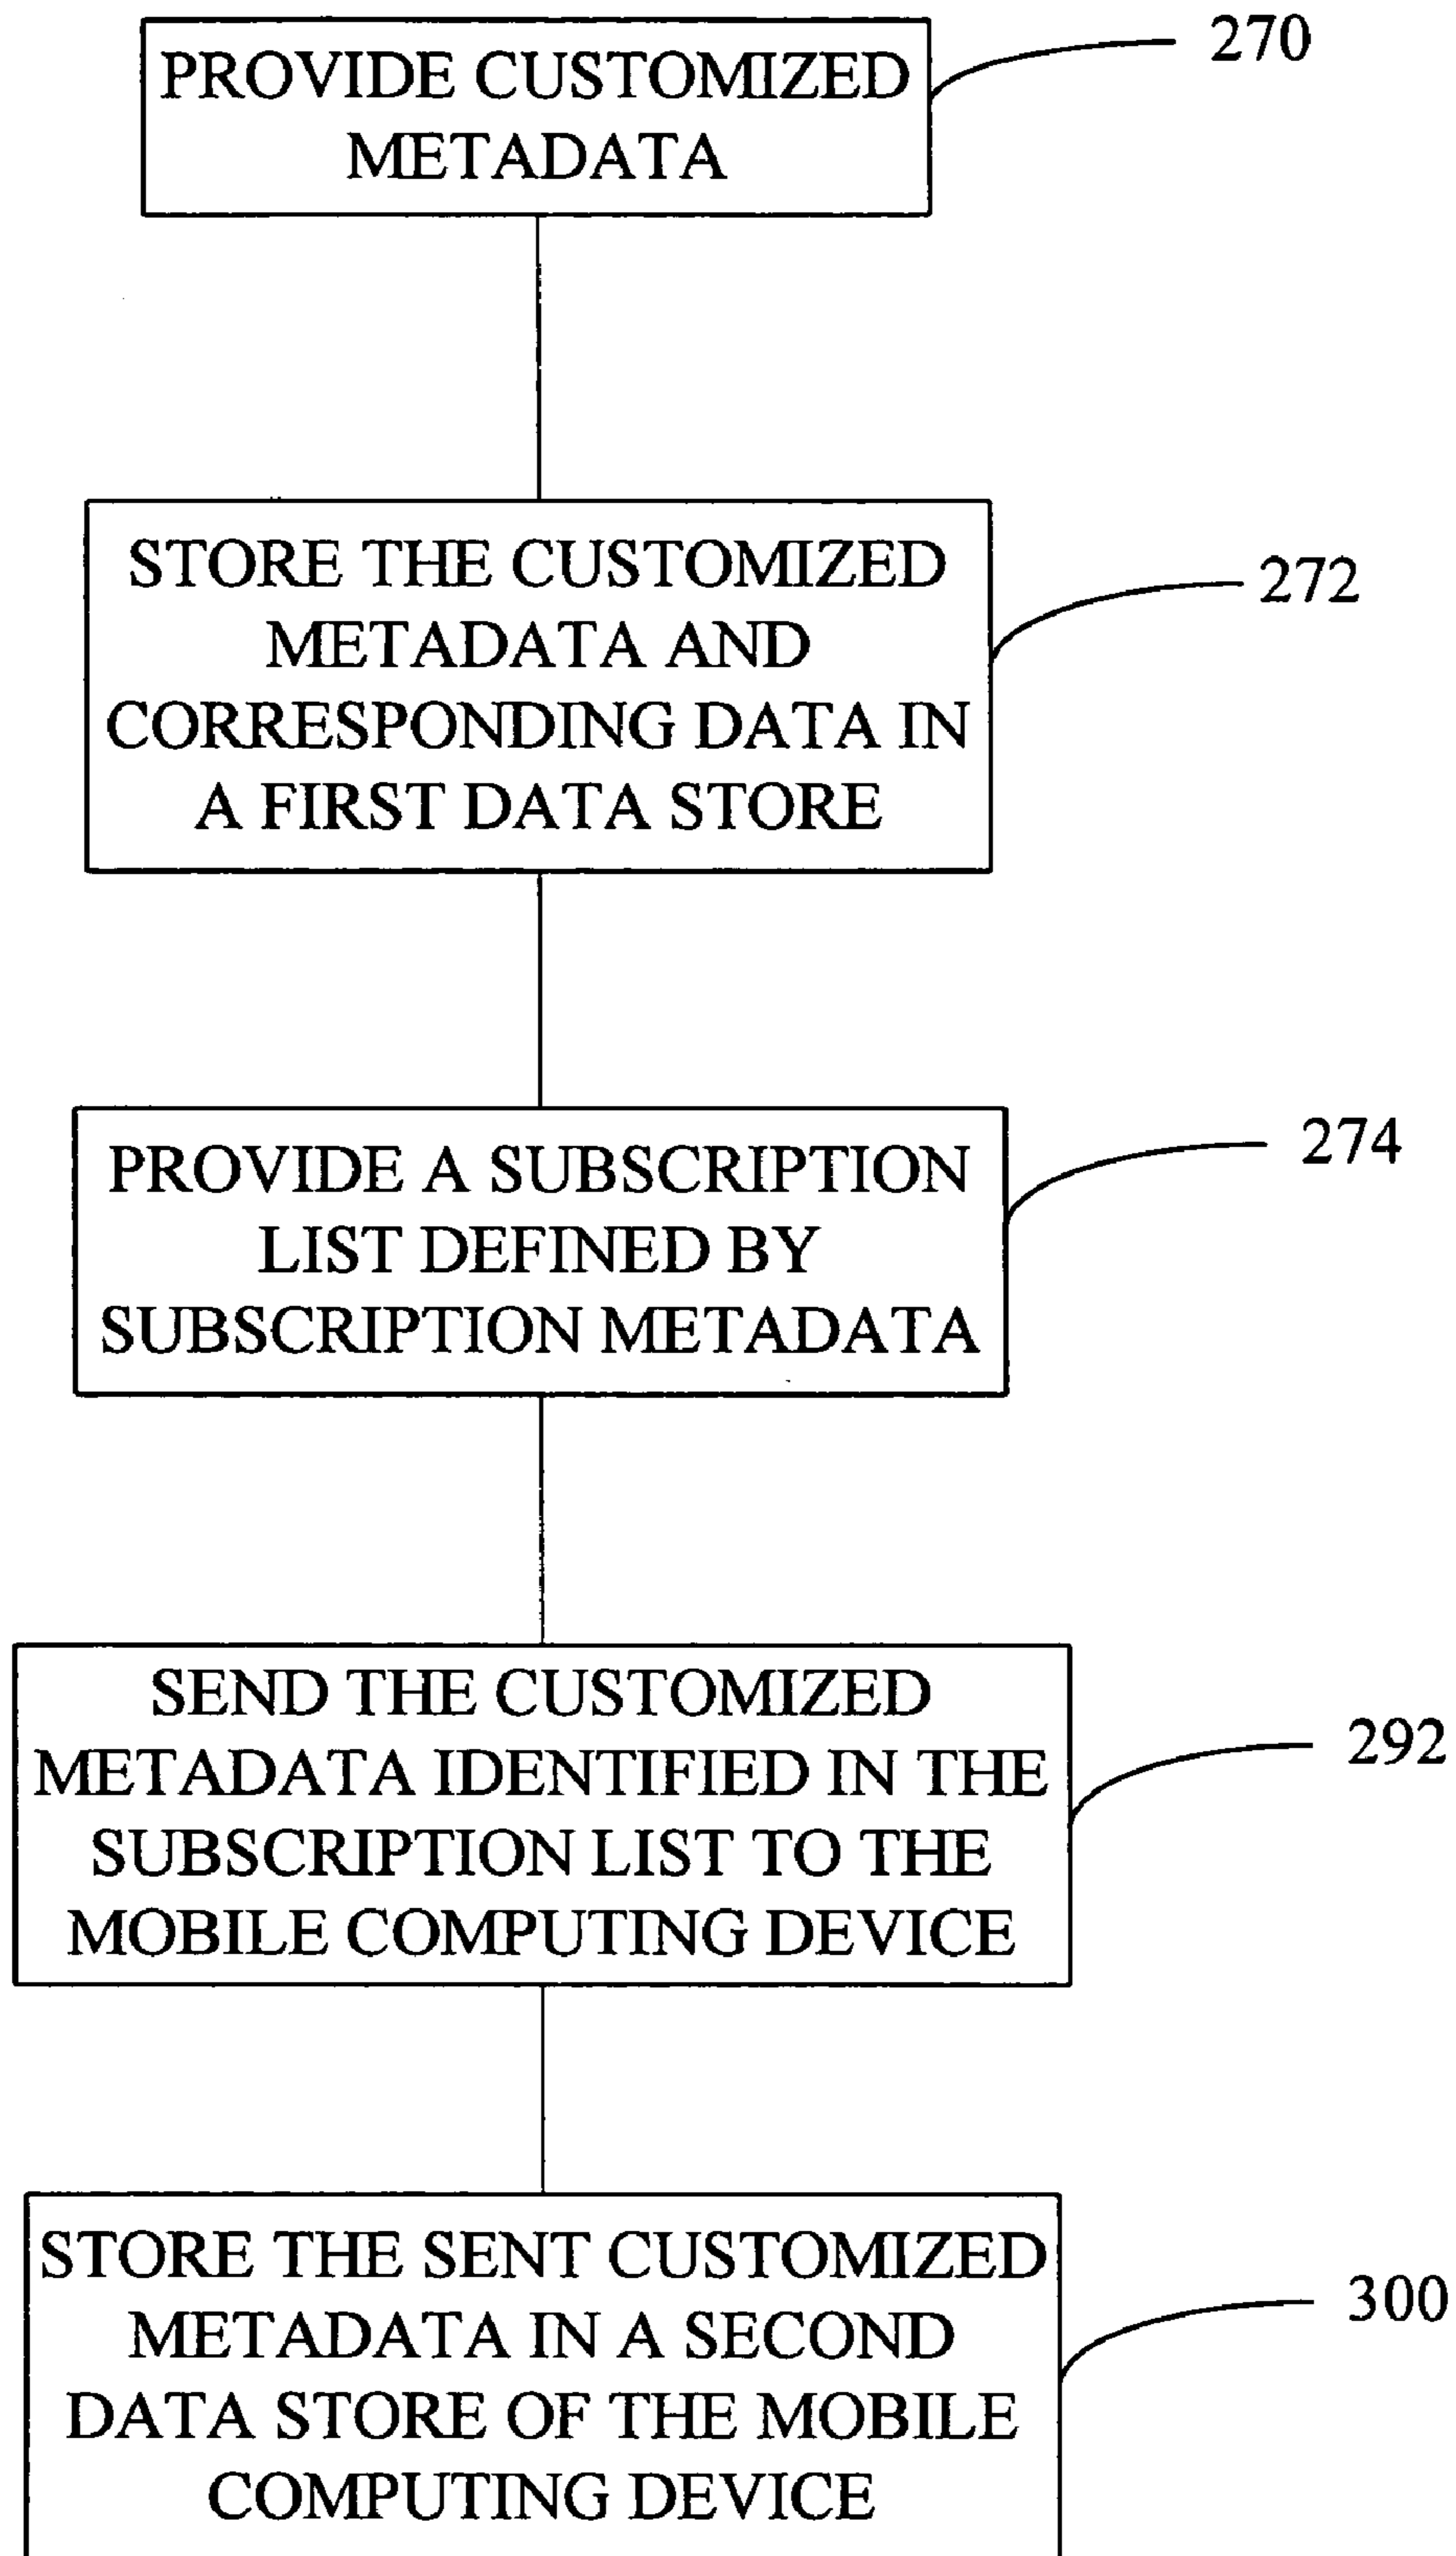 PROVIDE CUSTOMIZED
METADATA
270
STORE THE CUSTOMIZED
METADATA AND
CORRESPONDING DATA IN
A FIRST DATA STORE
272
PROVIDE A SUBSCRIPTION
LIST DEFINED BY
SUBSCRIPTION METADATA
274
SEND THE CUSTOMIZED
METADATA IDENTIFIED IN THE
SUBSCRIPTION LIST TO THE
MOBILE COMPUTING DEVICE
292
STORE THE SENT CUSTOMIZED
METADATA IN A SECOND
DATA STORE OF THE MOBILE
COMPUTING DEVICE
300